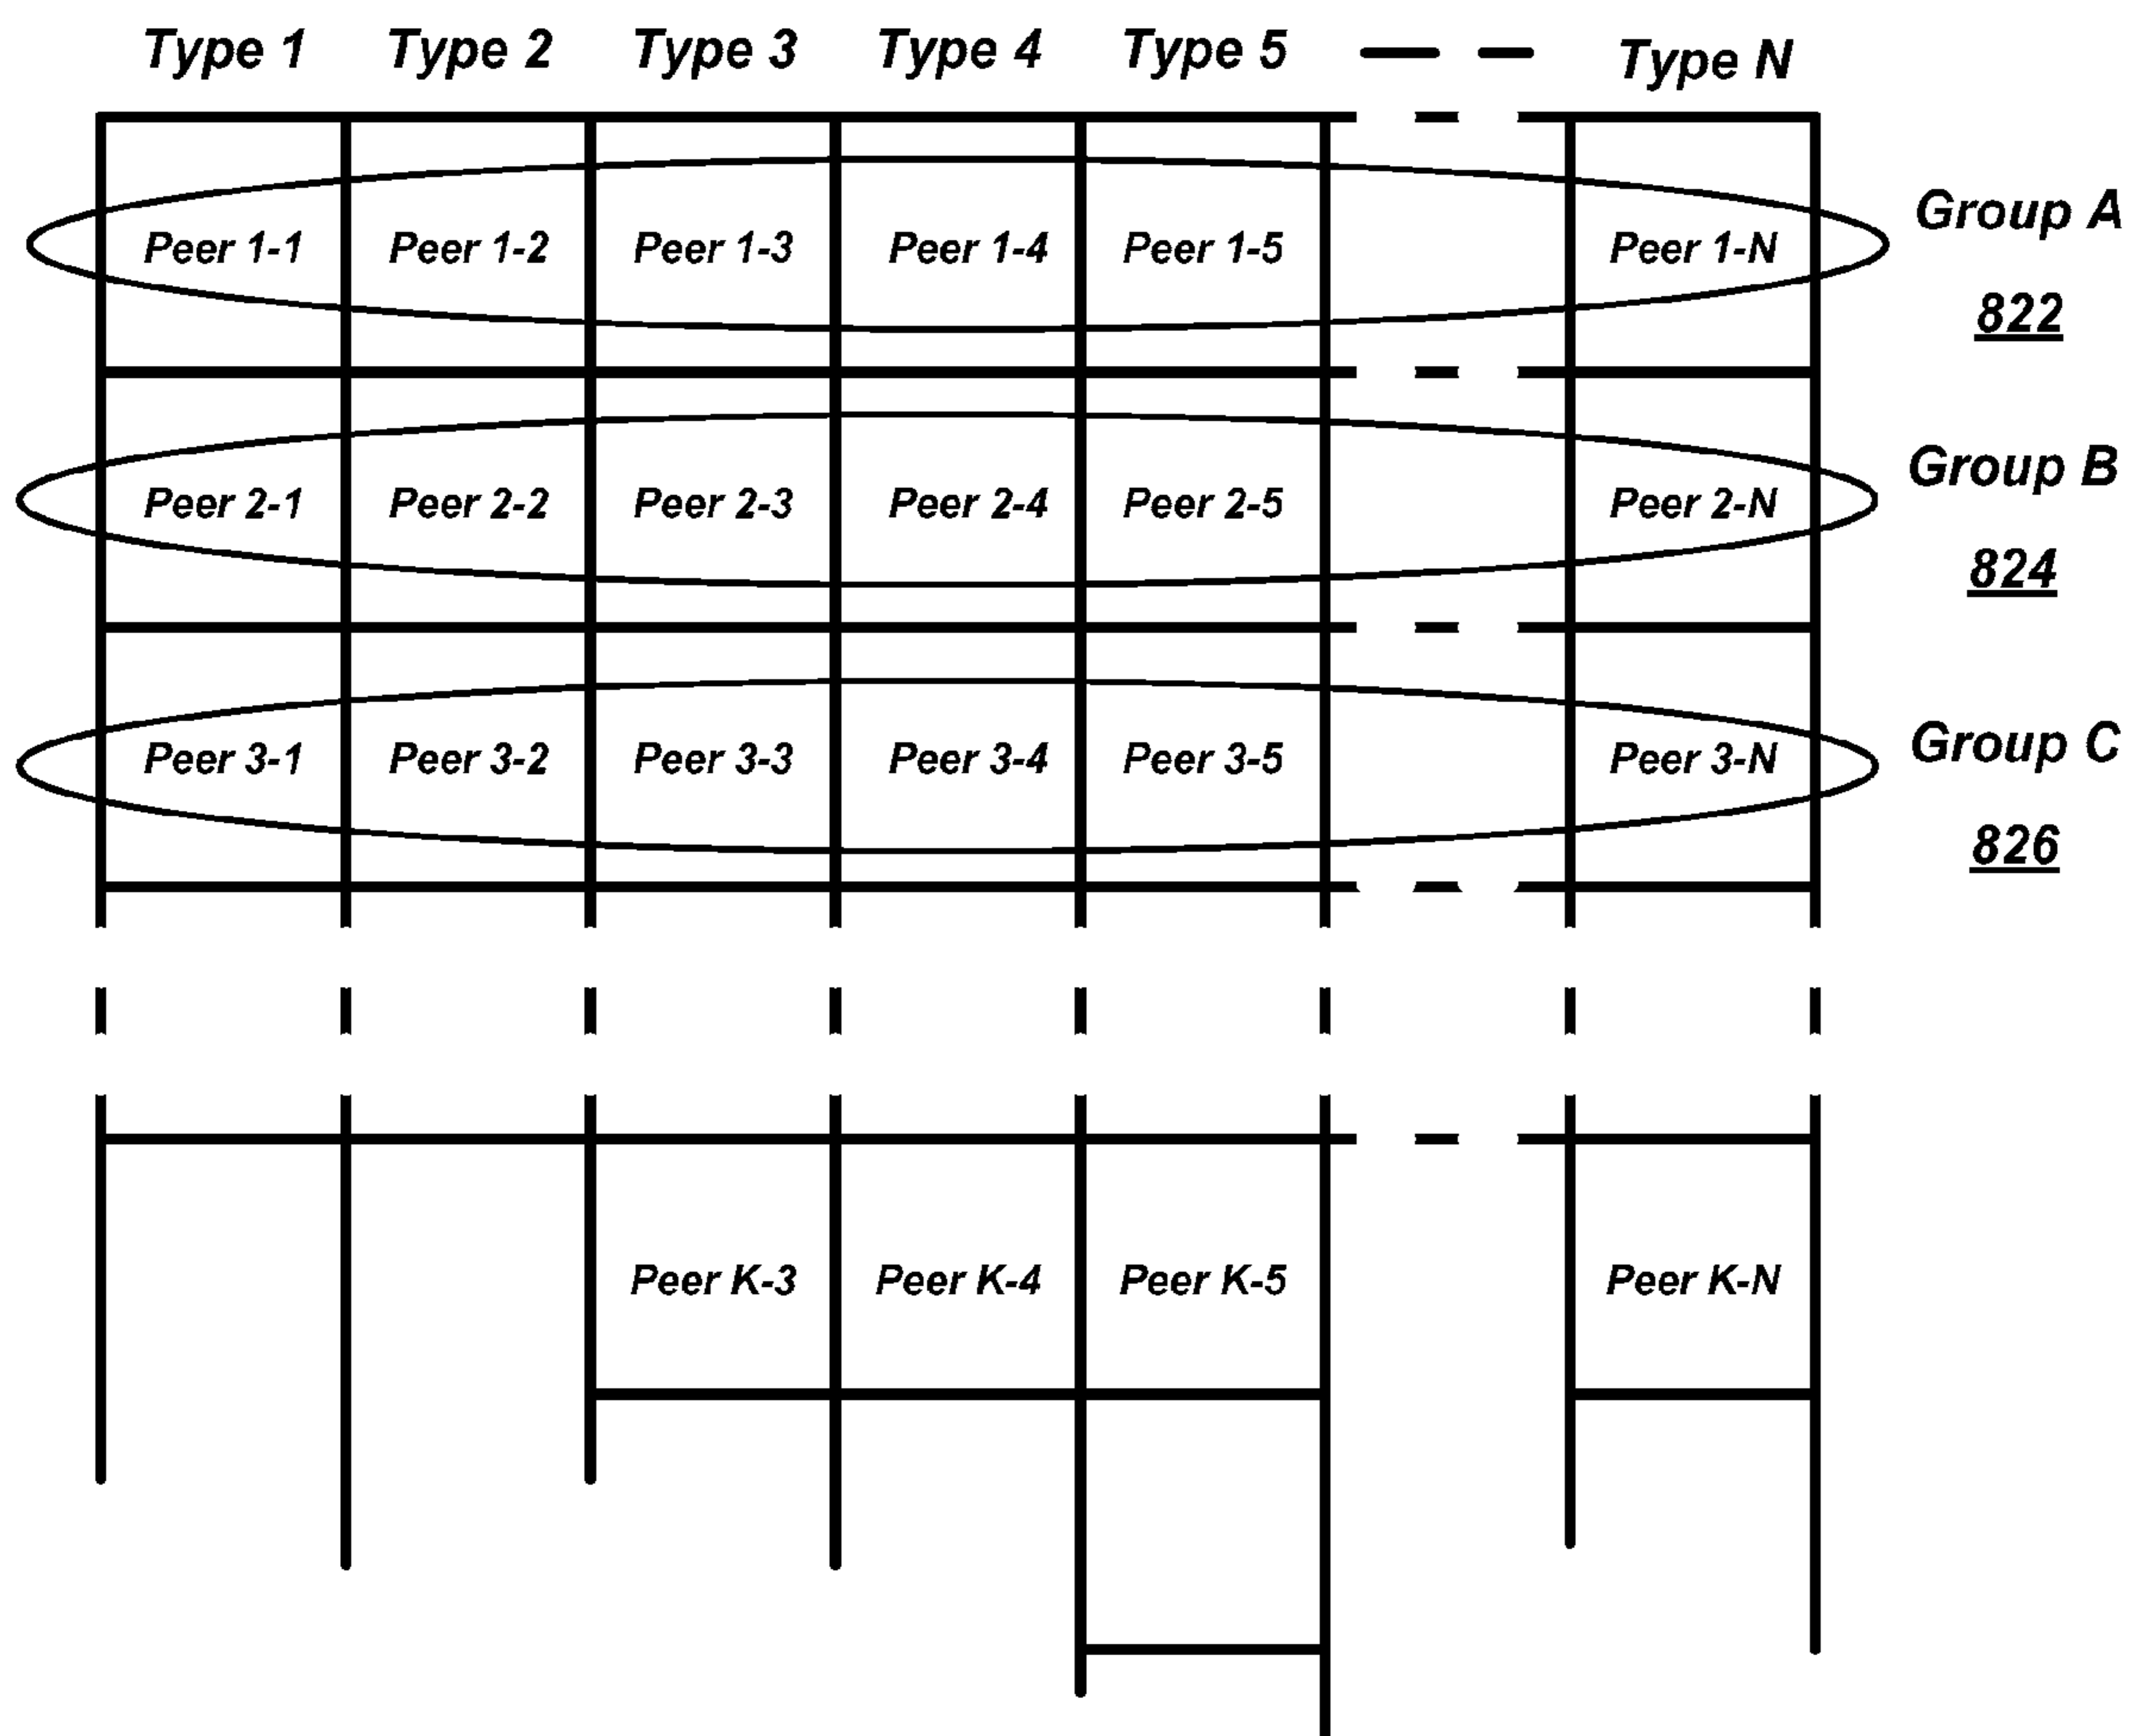 Type 1 Type 2 Type 3 Type 4 Type 5 Type N
Peer 1-1 Peer 1-2 Peer 1-3 Peer 1-4 Peer 1-5 Peer 1-N
Group A
822
Peer 2-1 Peer 2-2 Peer 2-3 Peer 2-4 Peer 2-5 Peer 2-N
Group B
824
Peer 3-1 Peer 3-2 Peer 3-3 Peer 3-4 Peer 3-5 Peer 3-N
Group C
826
Peer K-3 Peer K-4 Peer K-5 Peer K-N